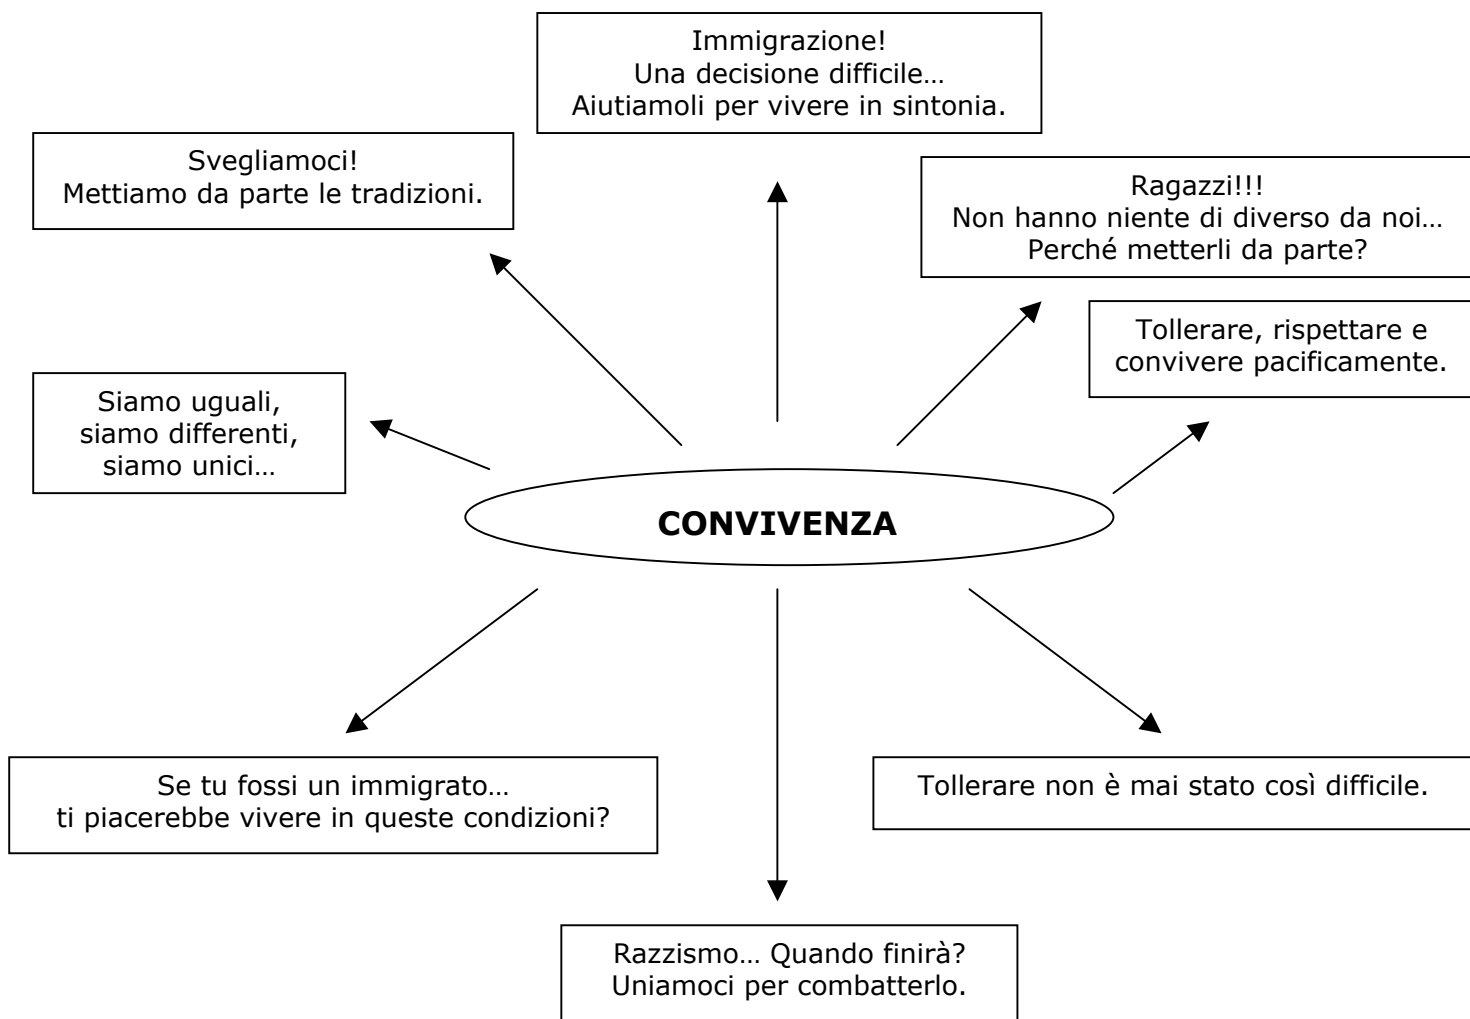 Immigrazione!
Una decisione difficile…
Aiutiamoli per vivere in sintonia.
Svegliamoci!
Mettiamo da parte le tradizioni.
Ragazzi!!!
Non hanno niente di diverso da noi…
Perché metterli da parte?
Tollerare, rispettare e
convivere pacificamente.
Siamo uguali,
siamo differenti,
siamo unici…
CONVIVENZA
Se tu fossi un immigrato…
ti piacerebbe vivere in queste condizioni?
Tollerare non è mai stato così difficile.
Razzismo… Quando finirà?
Uniamoci per combatterlo.